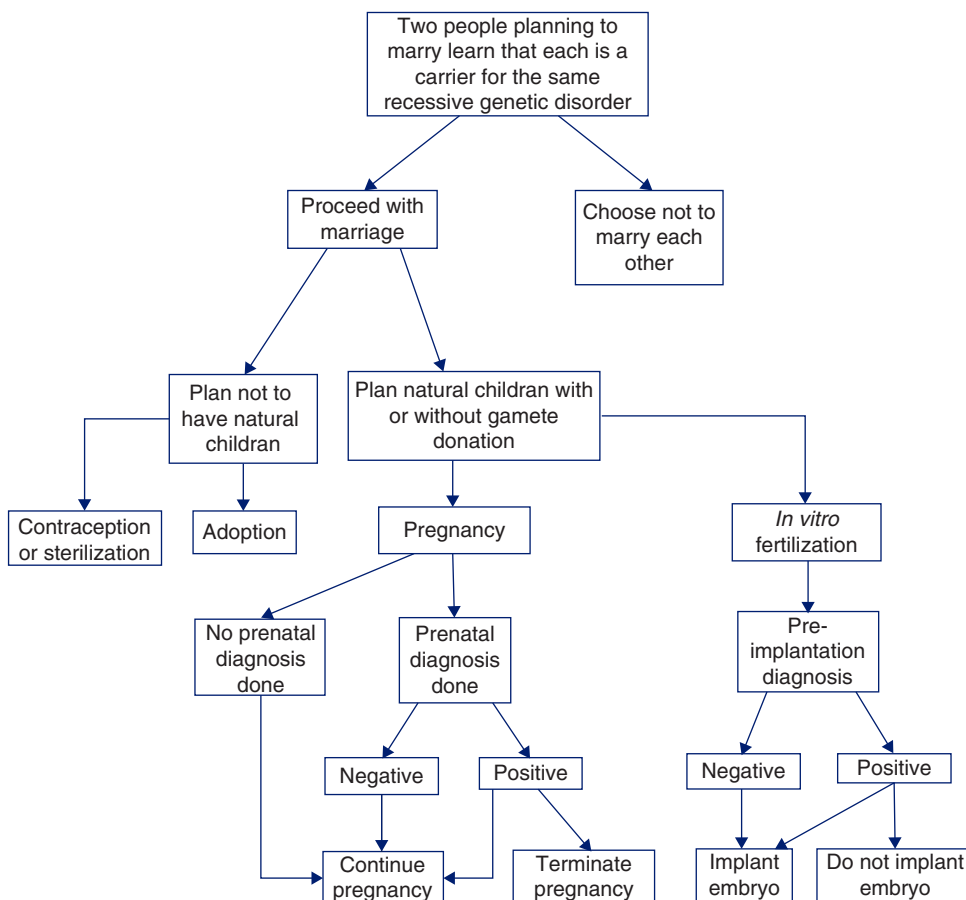 Two people planning to
marry learn that each is a
carrier for the same
recessive genetic disorder
Proceed with
marriage
Choose not to
marry each
other
Plan not to
have natural
children
Plan natural children with
or without gamete
donation
Contraception
or sterilization
Adoption
Pregnancy
In vitro
fertilization
No prenatal
diagnosis
done
Prenatal
diagnosis
done
Pre-
implantation
diagnosis
Negative
Positive
Negative
Positive
Continue
pregnancy
Terminate
pregnancy
Implant
embryo
Do not implant
embryo